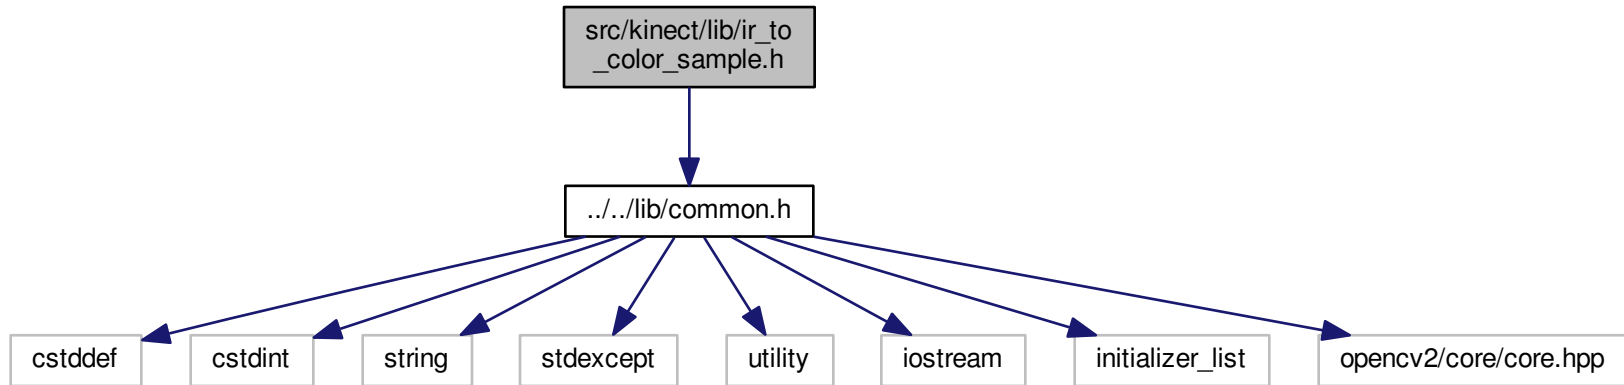 src/kinect/lib/ir_to
_color_sample.h
../../lib/common.h
cstddef
cstdint
string
stdexcept
utility
iostream
initializer_list
opencv2/core/core.hpp